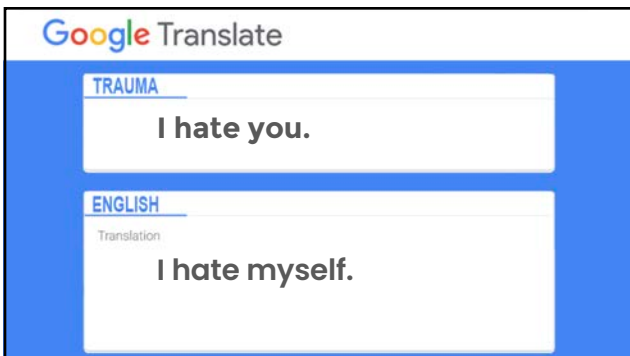 Google Translate
TRAUMA
I hate you.
ENGLISH
Translation
I hate myself.